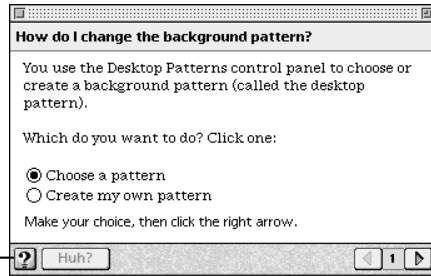 How do I change the background pattern?
You use the Desktop Patterns control panel to choose or
create a background pattern (called the desktop
pattern).
Which do you want to do? Click one:
Choose a pattern
Create my own pattern
Make your choice, then click the right arrow.
? Huh? 1